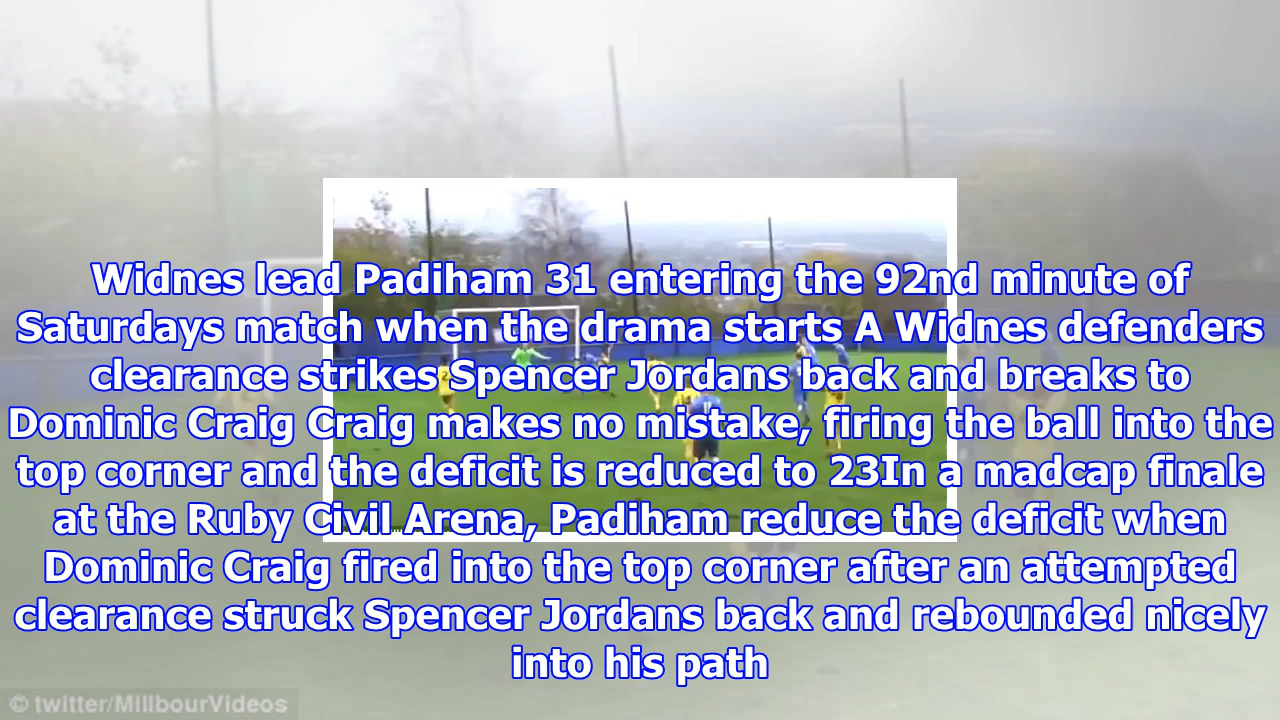 Widnes lead Padiham 31 entering the 92nd minute of
Saturdays match when the drama starts A Widnes defenders
clearance strikes Spencer Jordans back and breaks to
Dominic Craig Craig makes no mistake, firing the ball into the
top corner and the deficit is reduced to 23In a madcap finale
at the Ruby Civil Arena, Padiham reduce the deficit when
Dominic Craig fired into the top corner after an attempted
clearance struck Spencer Jordans back and rebounded nicely
into his path
© twitter/MillbourVideos